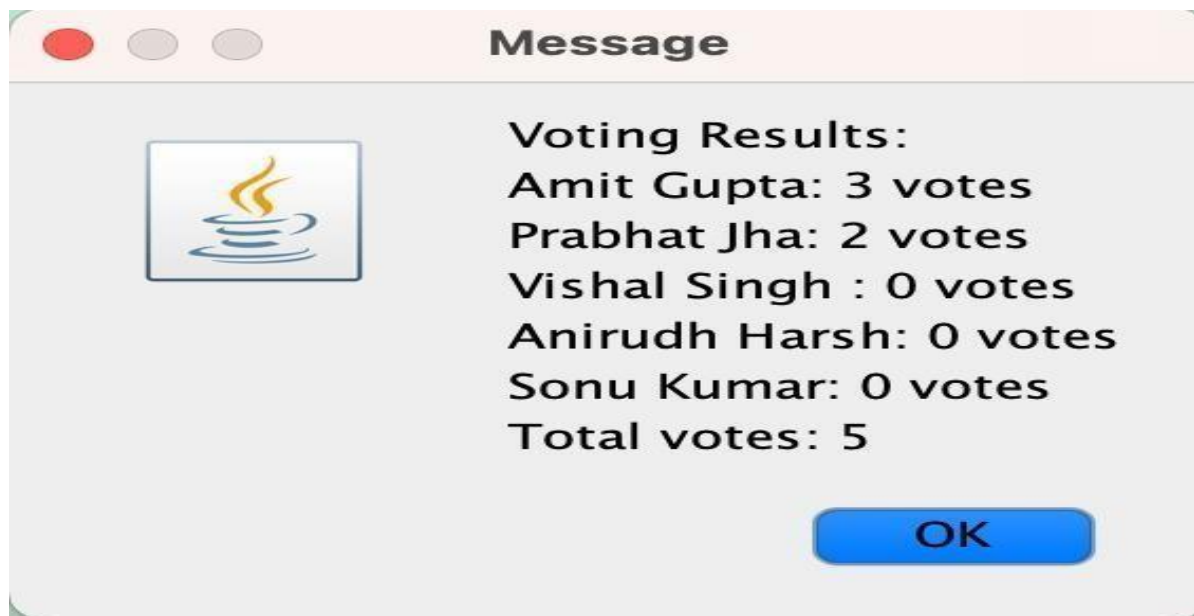 Message
Voting Results:
Amit Gupta: 3 votes
Prabhat Jha: 2 votes
Vishal Singh : 0 votes
Anirudh Harsh: 0 votes
Sonu Kumar: 0 votes
Total votes: 5
OK